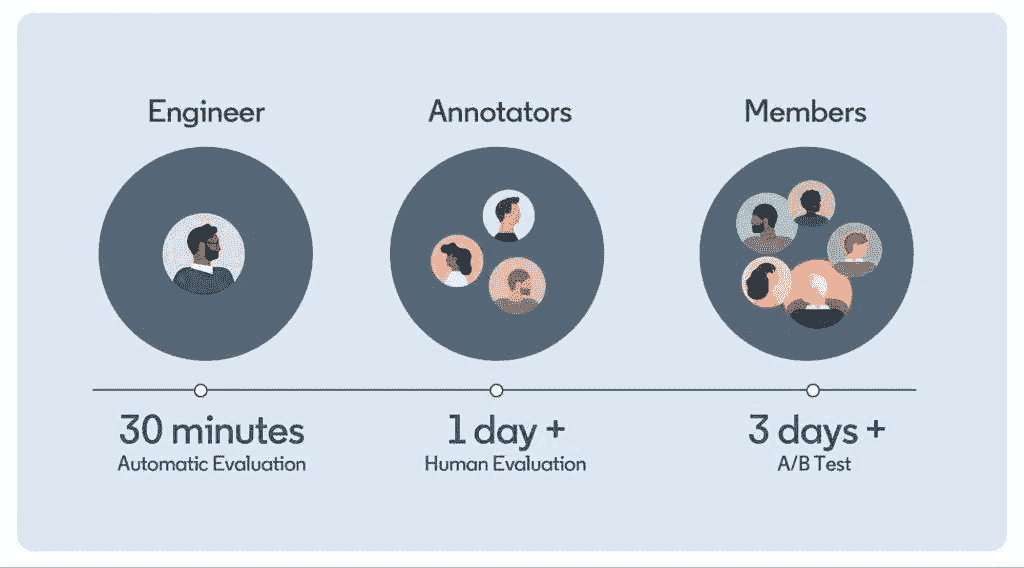 Engineer
Annotators
Members
30 minutes
1 day +
3 days +
Automatic Evaluation
Human Evaluation
A/B Test